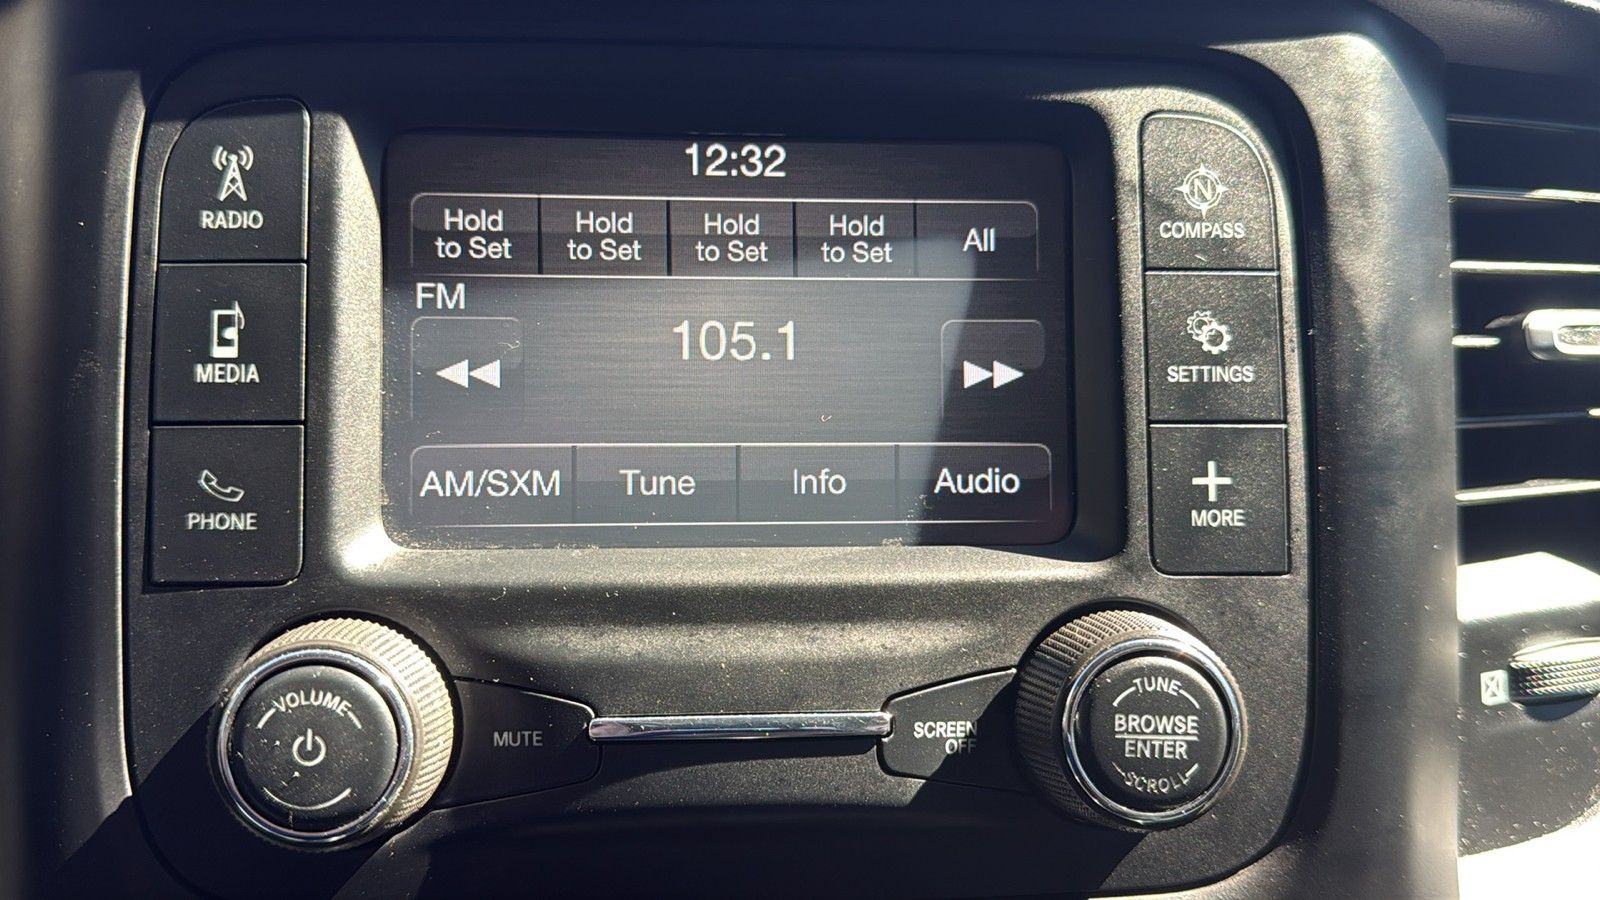 12:32
Hold
to Set
Hold
to Set
Hold
to Set
Hold
to Set
All
FM
105.1
AM/SXM
Tune
Info
Audio
RADIO
MEDIA
PHONE
N
COMPASS
SETTINGS
MORE
VOLUME
MUTE
SCREEN
OFF
TUNE
BROWSE
ENTER
SCROLL